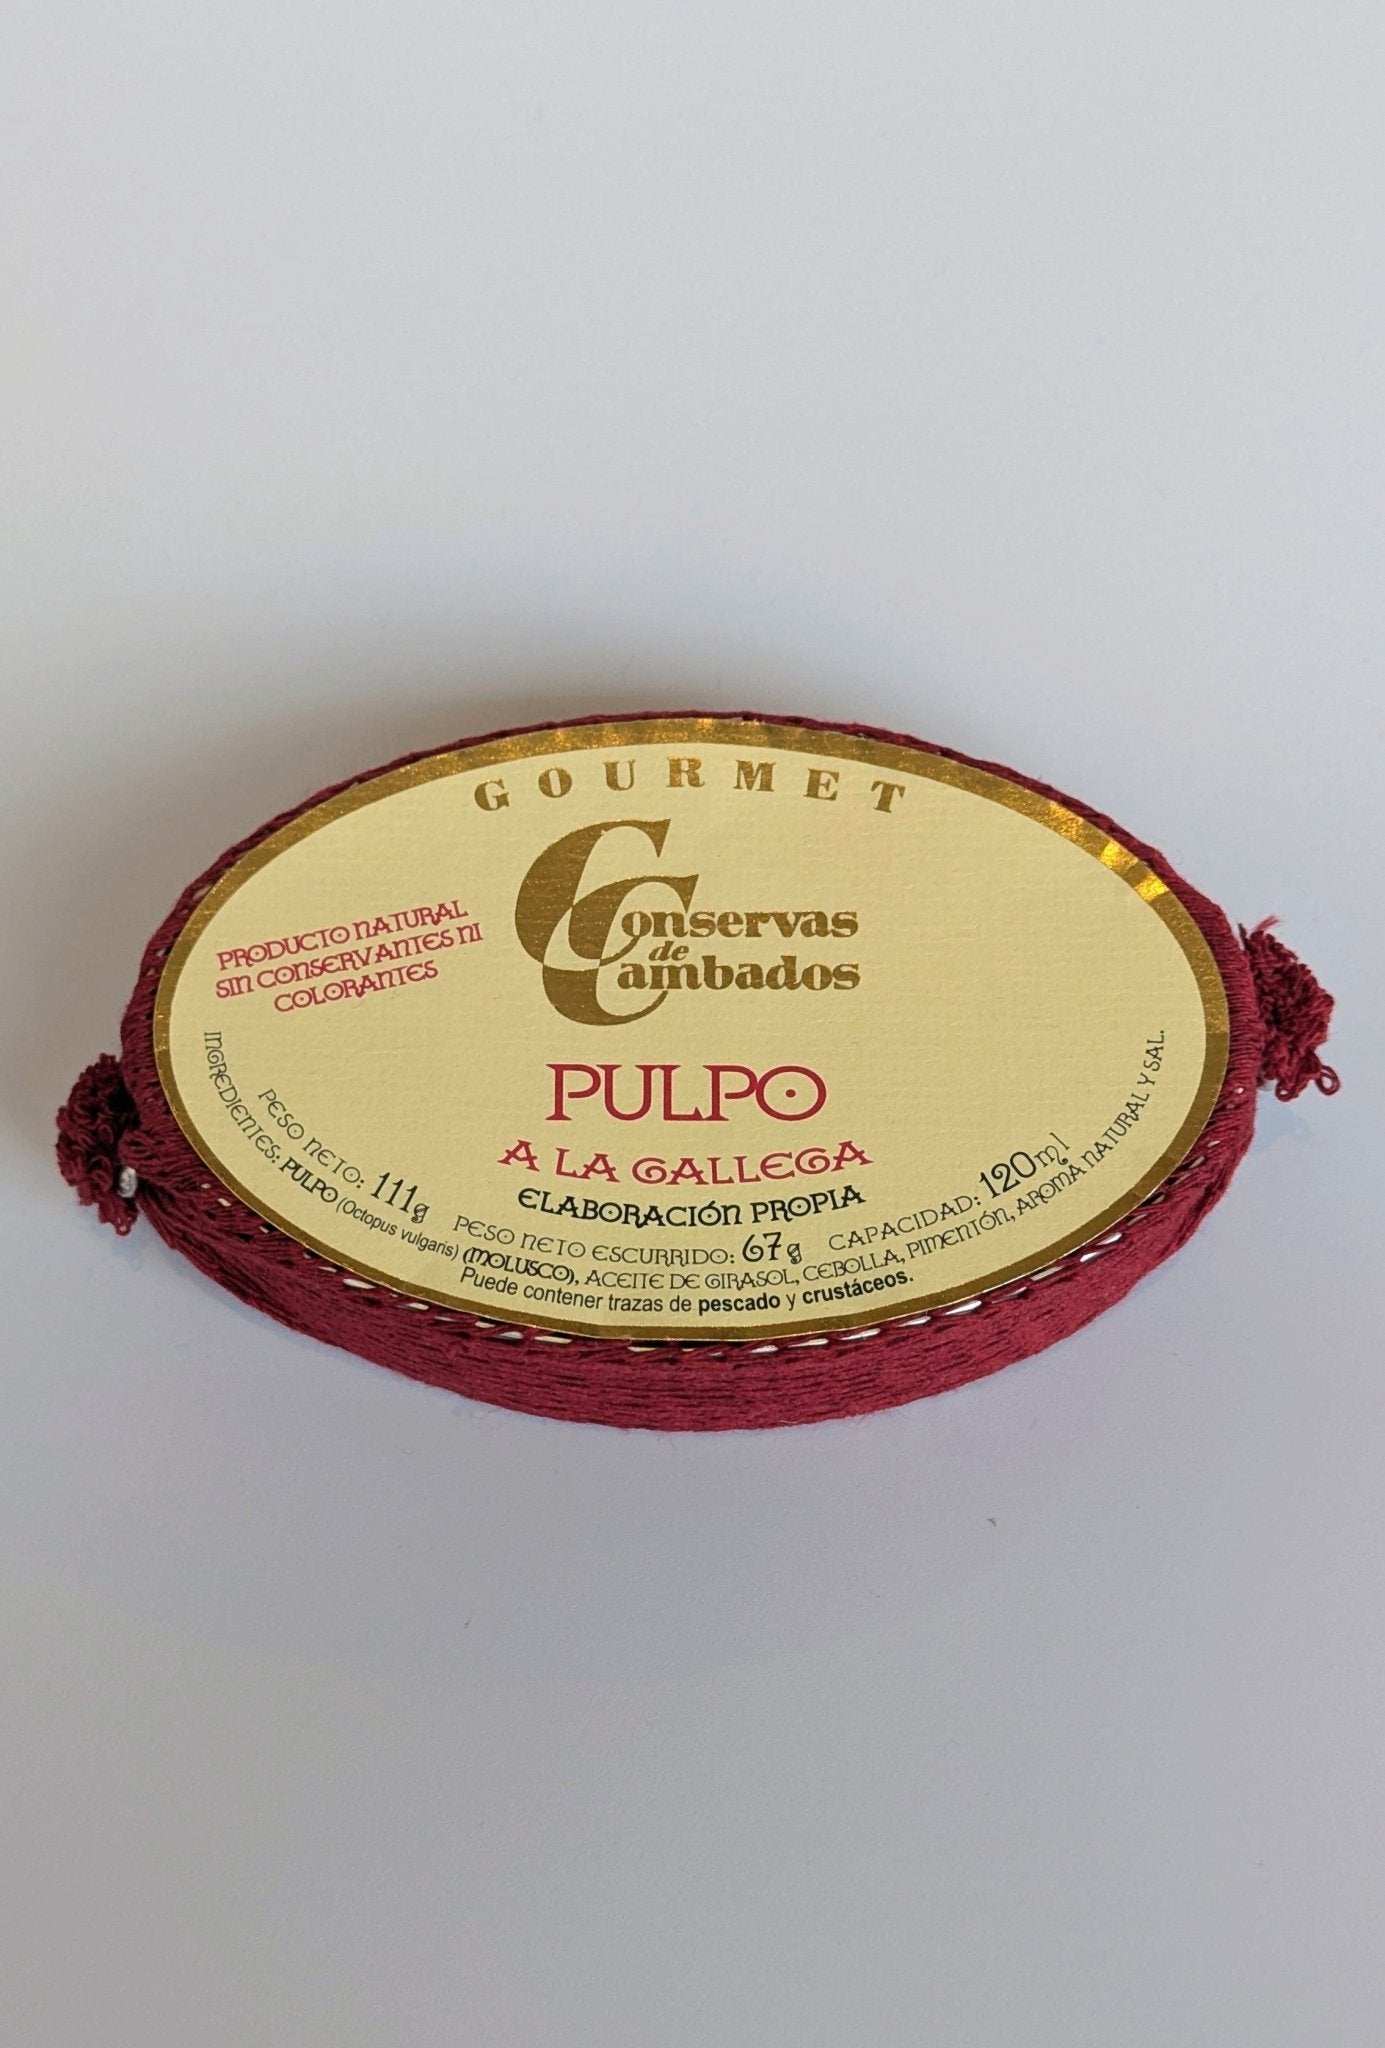 GOURMET
Conservas
de
Cambados
PRODUCTO NATURAL
SIN CONSERVANTES NI
COLORANTES
PULPO
A LA GALLEGA
ELABORACIÓN PROPIA
PESO NETO: 111g PESO NETO ESCURRIDO: 67g CAPACIDAD: 120ml
INGREDIENTES: PULPO (Octopus vulgaris) (MOLUSCO), ACEITE DE GIRASOL, CEBOLLA, PIMENTÓN, AROMA NATURAL Y SAL.
Puede contener trazas de pescado y crustáceos.